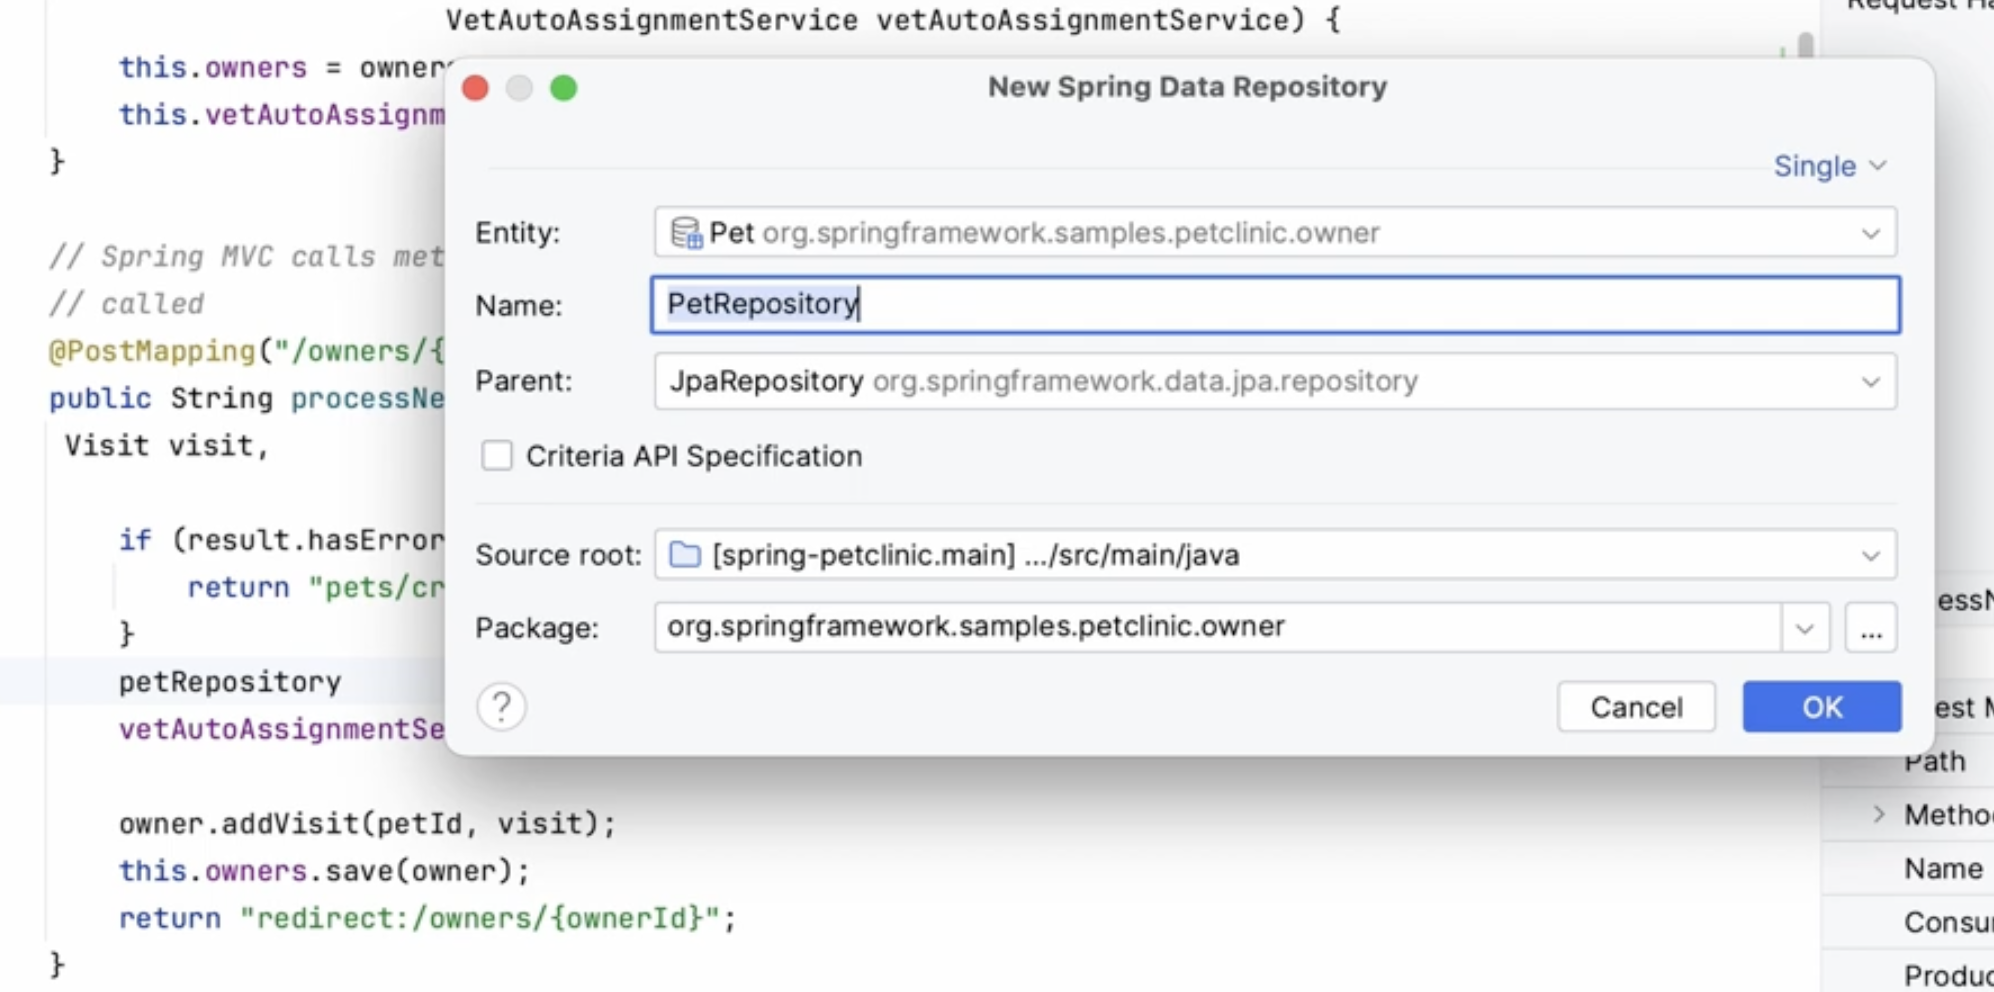 Request Ha
VetAutoAssignmentService vetAutoAssignmentService) {
this.owners = owner
this.vetAutoAssignm
}
// Spring MVC calls met
// called
@PostMapping("/owners/{
public String processNe
Visit visit,
if (result.hasError
return "pets/cr
}
petRepository
vetAutoAssignmentSe
owner.addVisit(petId, visit);
this.owners.save(owner);
return "redirect:/owners/{ownerId}";
}
New Spring Data Repository
Single
Entity: Pet org.springframework.samples.petclinic.owner
Name: PetRepository
Parent: JpaRepository org.springframework.data.jpa.repository
Criteria API Specification
Source root: [spring-petclinic.main] .../src/main/java
Package: org.springframework.samples.petclinic.owner ...
? Cancel OK
essN
est M
Path
Metho
Name
Consu
Produc